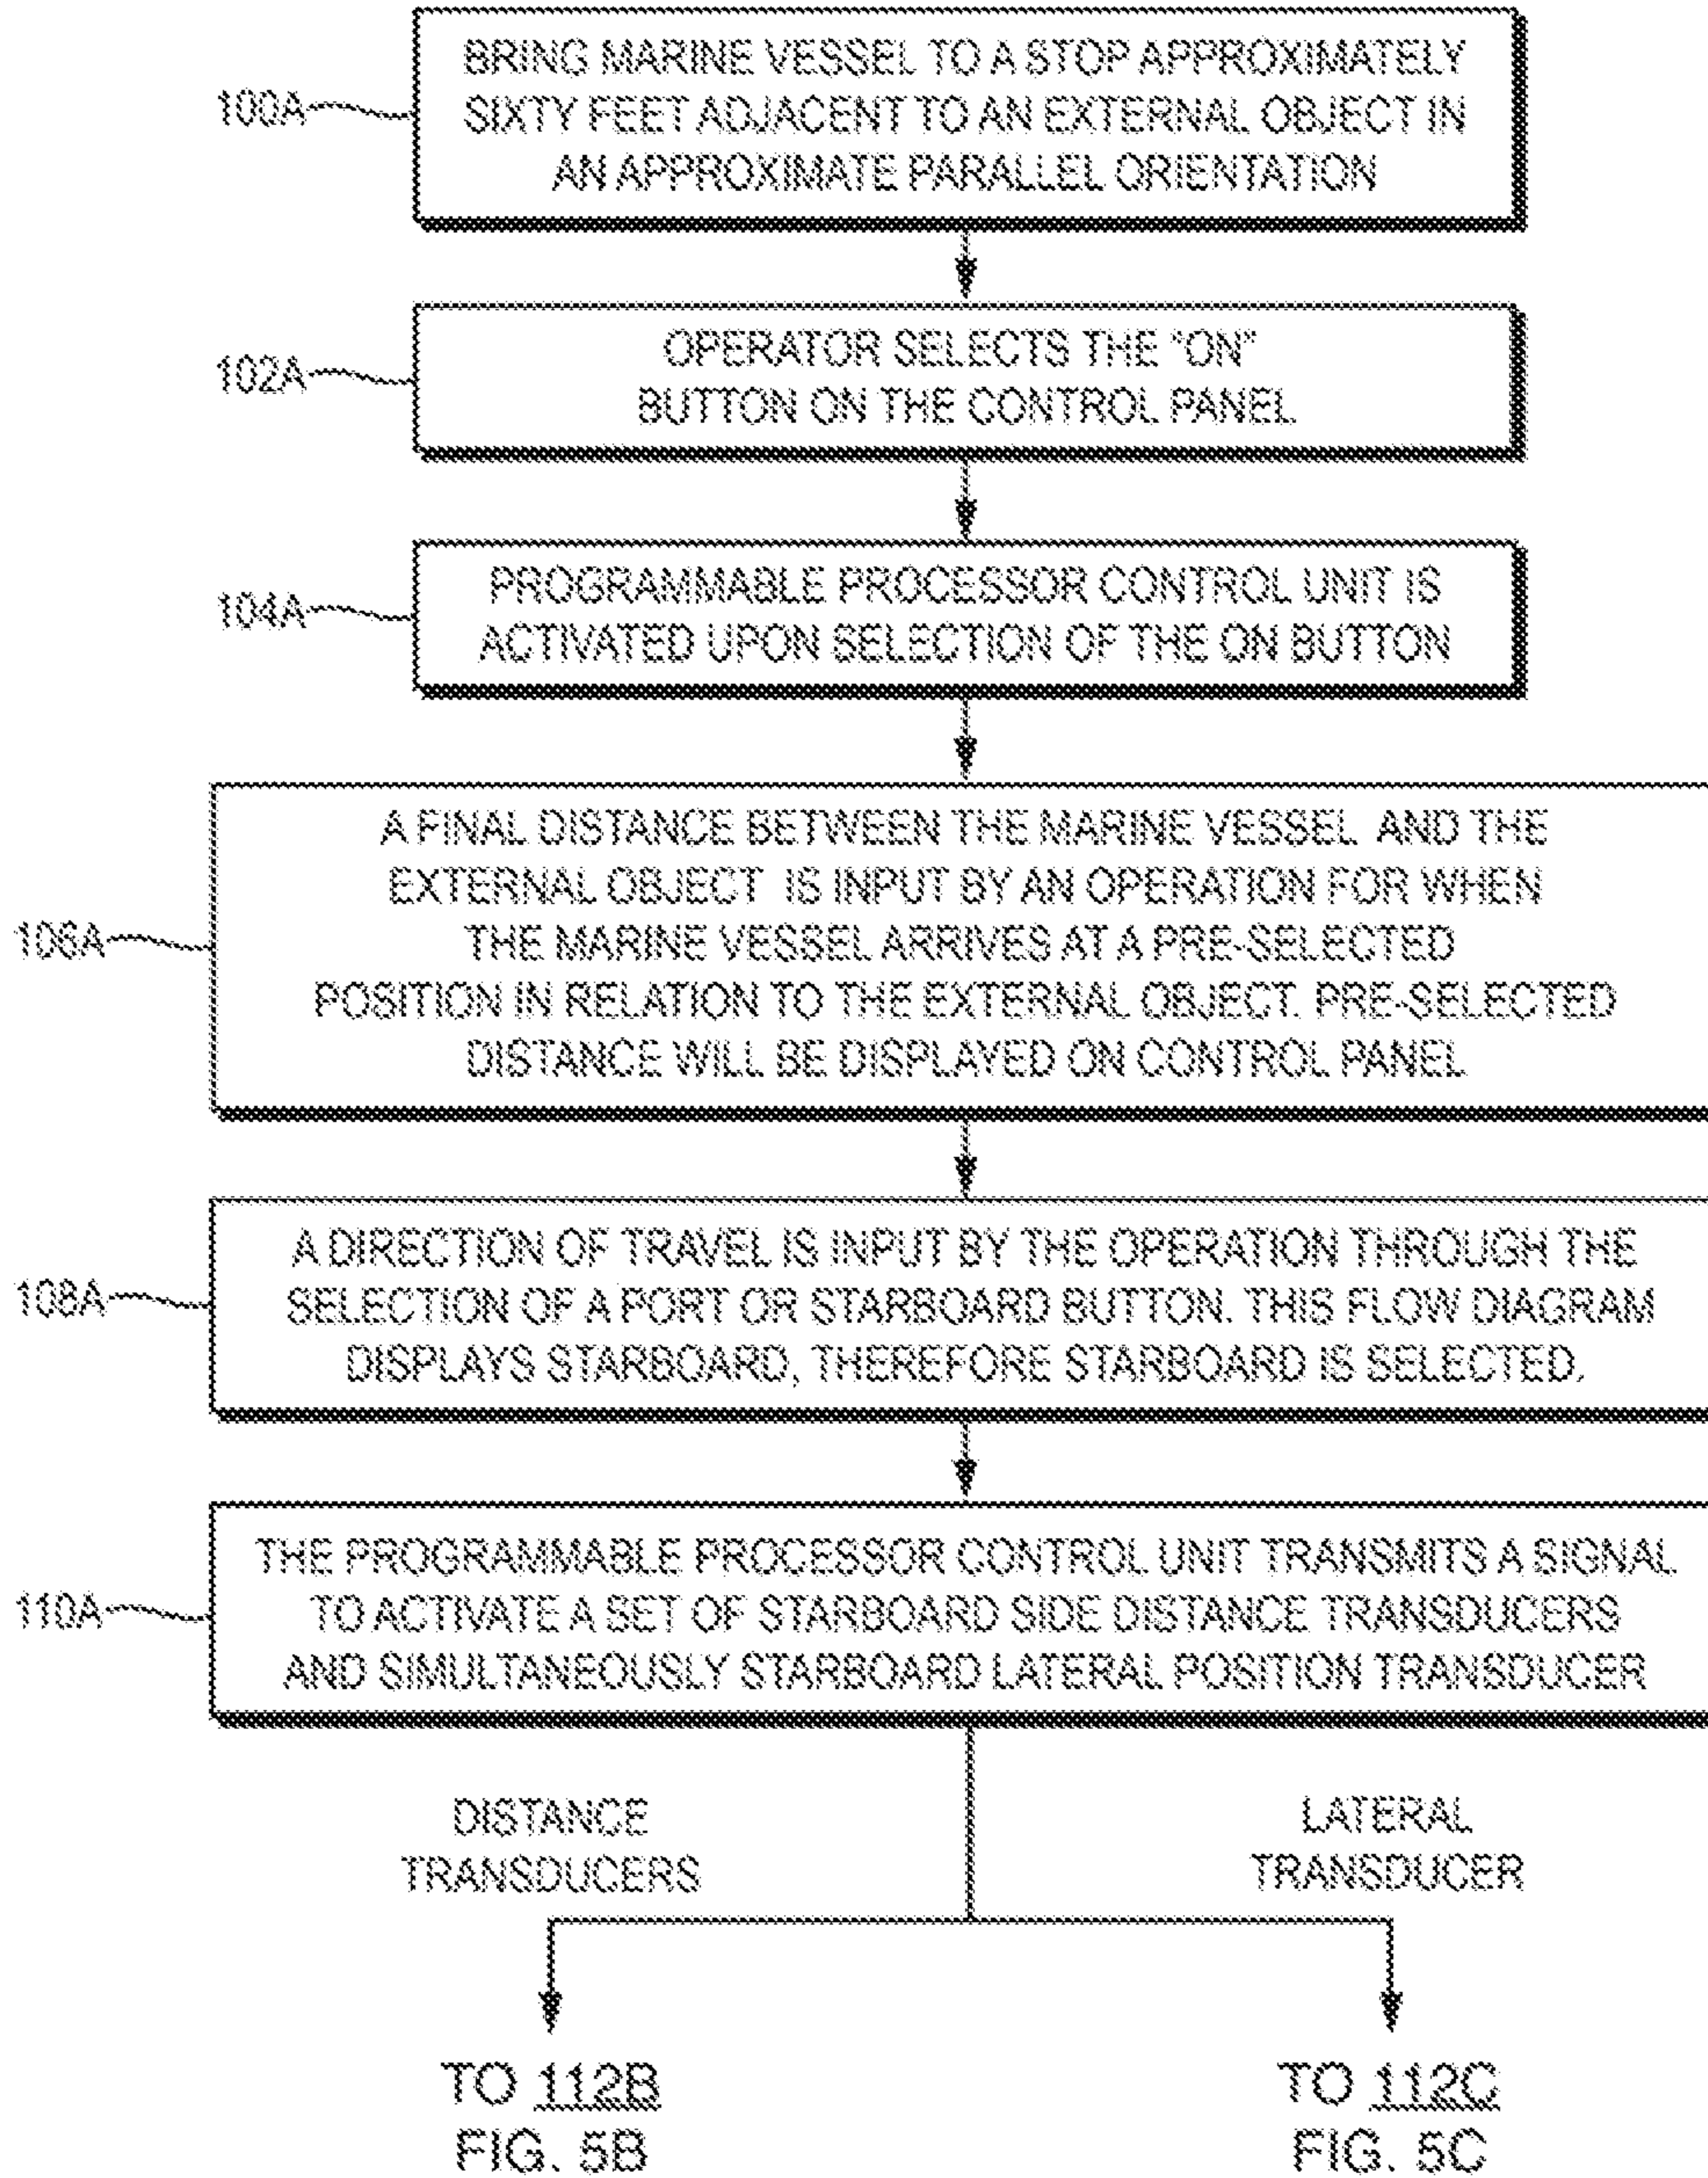 BRING MARINE VESSEL TO A STOP APPROXIMATELY
SIXTY FEET ADJACENT TO AN EXTERNAL OBJECT IN
AN APPROXIMATE PARALLEL ORIENTATION
100A
OPERATOR SELECTS THE "ON"
BUTTON ON THE CONTROL PANEL
102A
PROGRAMMABLE PROCESSOR CONTROL UNIT IS
ACTIVATED UPON SELECTION OF THE ON BUTTON
104A
A FINAL DISTANCE BETWEEN THE MARINE VESSEL AND THE
EXTERNAL OBJECT IS INPUT BY AN OPERATION FOR WHEN
THE MARINE VESSEL ARRIVES AT A PRE-SELECTED
POSITION IN RELATION TO THE EXTERNAL OBJECT. PRE-SELECTED
DISTANCE WILL BE DISPLAYED ON CONTROL PANEL
106A
A DIRECTION OF TRAVEL IS INPUT BY THE OPERATION THROUGH THE
SELECTION OF A PORT OR STARBOARD BUTTON. THIS FLOW DIAGRAM
DISPLAYS STARBOARD, THEREFORE STARBOARD IS SELECTED.
108A
THE PROGRAMMABLE PROCESSOR CONTROL UNIT TRANSMITS A SIGNAL
TO ACTIVATE A SET OF STARBOARD SIDE DISTANCE TRANSDUCERS
AND SIMULTANEOUSLY STARBOARD LATERAL POSITION TRANSDUCER
110A
DISTANCE
TRANSDUCERS
LATERAL
TRANSDUCER
TO 112B
FIG. 5B
TO 112C
FIG. 5C